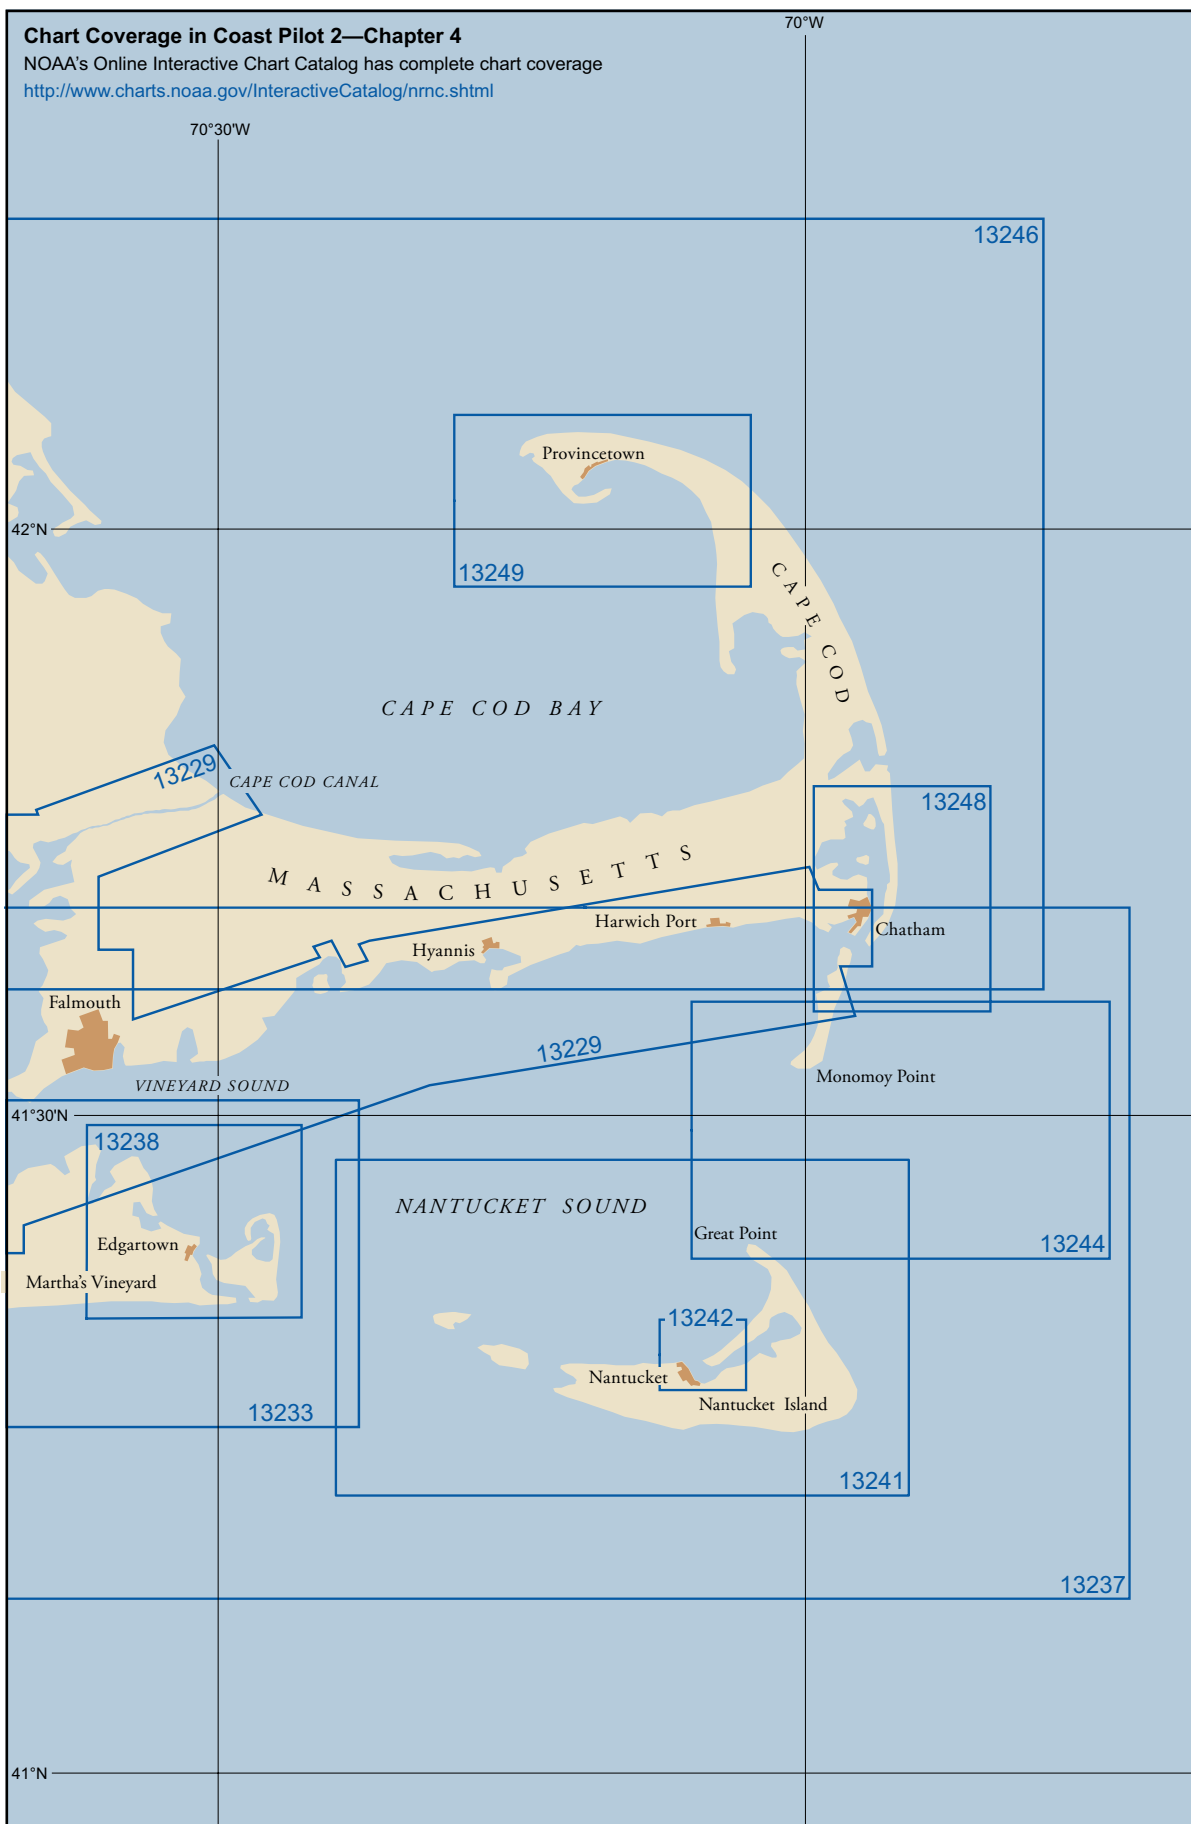 Chart Coverage in Coast Pilot 2—Chapter 4
NOAA's Online Interactive Chart Catalog has complete chart coverage
http://www.charts.noaa.gov/InteractiveCatalog/nrnc.shtml
70°W
70°30'W
13246
Provincetown
42°N
13249
CAPE COD
CAPE COD BAY
13229
CAPE COD CANAL
13248
MASSACHUSETTS
Harwich Port
Chatham
Hyannis
Falmouth
13229
Monomoy Point
VINEYARD SOUND
41°30'N
13238
NANTUCKET SOUND
Great Point
Edgartown
13244
Martha's Vineyard
13242
Nantucket
Nantucket Island
13233
13241
13237
41°N